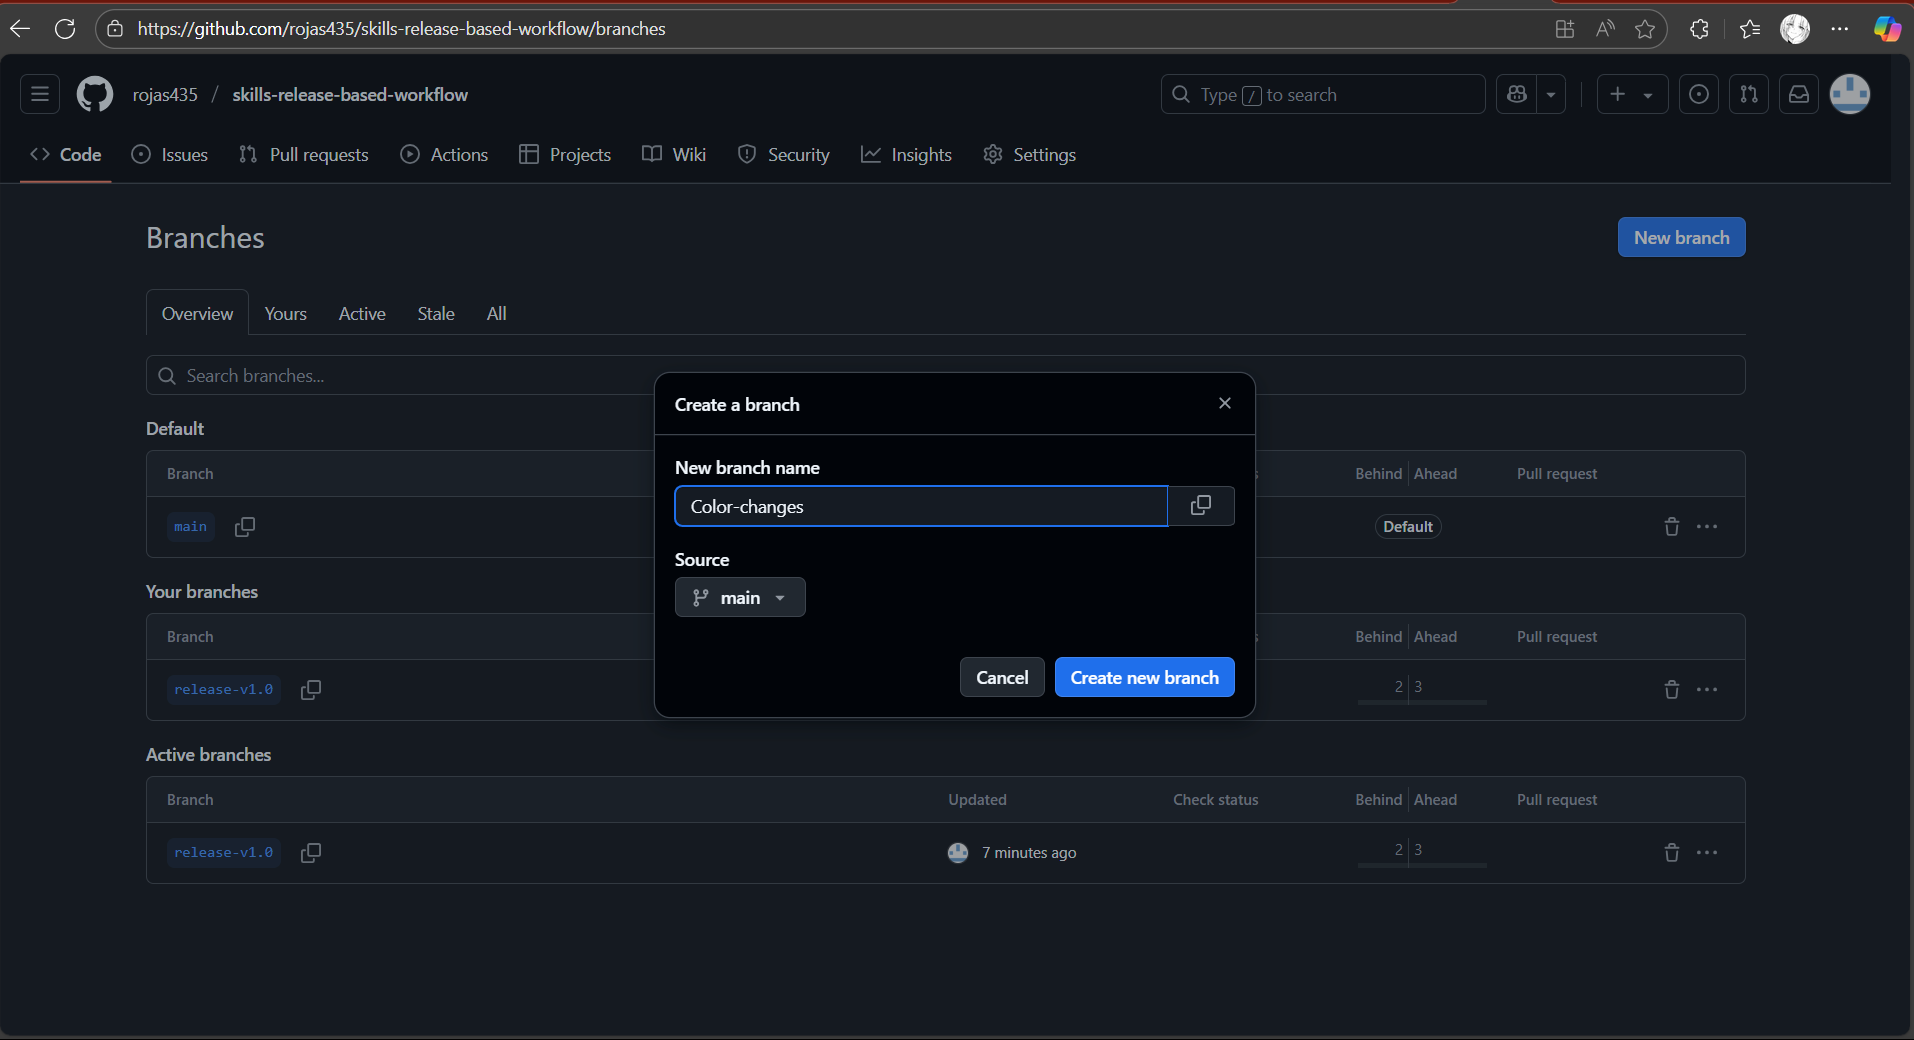 https://github.com/rojas435/skills-release-based-workflow/branches
rojas435 / skills-release-based-workflow
Type / to search
Code Issues Pull requests Actions Projects Wiki Security Insights Settings
Branches
New branch
Overview Yours Active Stale All
Search branches...
Create a branch
Default
New branch name
Branch Behind Ahead Pull request
Color-changes
main Default
Source
Your branches
main
Branch Behind Ahead Pull request
Cancel Create new branch
release-v1.0 2 3
Active branches
Branch Updated Check status Behind Ahead Pull request
release-v1.0 7 minutes ago 2 3